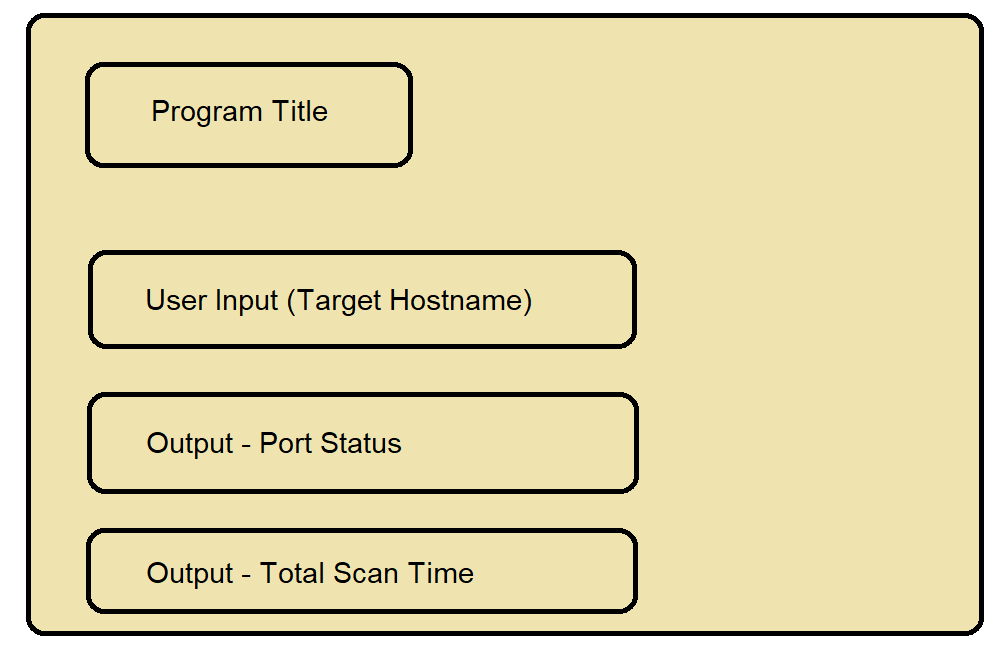 Program Title
User Input (Target Hostname)
Output - Port Status
Output - Total Scan Time